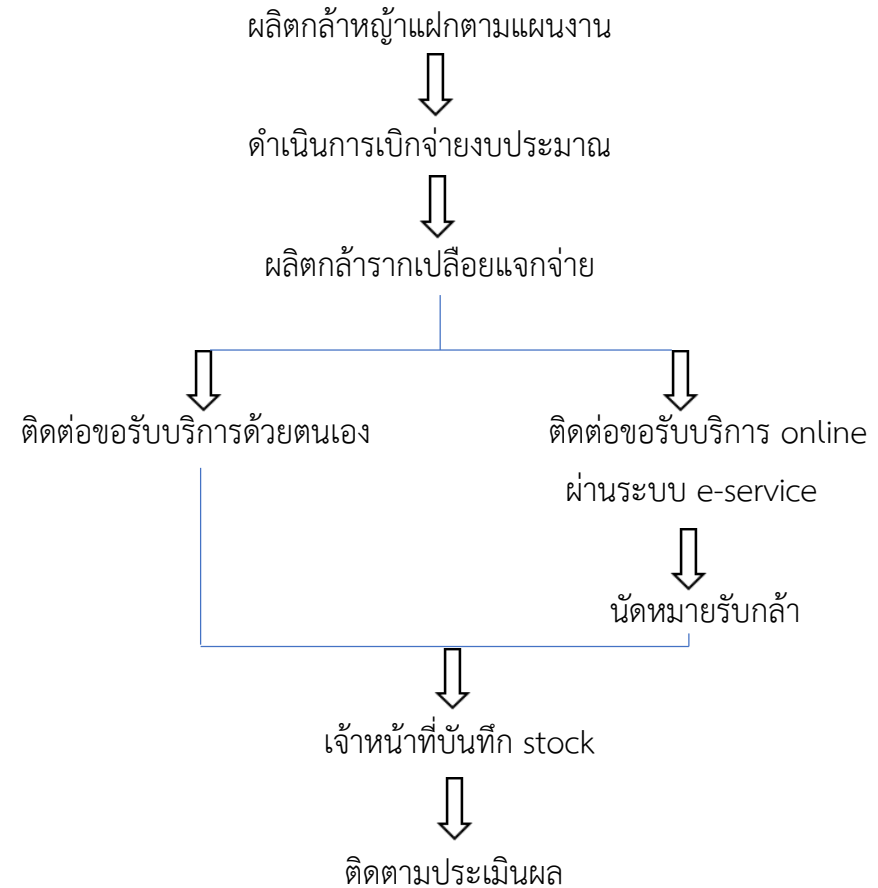 ผลิตกล้าหญ้าแฝกตามแผนงาน
ดำเนินการเบิกจ่ายงบประมาณ
ผลิตกล้ารากเปลือยแจกจ่าย
ติดต่อขอรับบริการด้วยตนเอง
ติดต่อขอรับบริการ online
ผ่านระบบ e-service
นัดหมายรับกล้า
เจ้าหน้าที่บันทึก stock
ติดตามประเมินผล